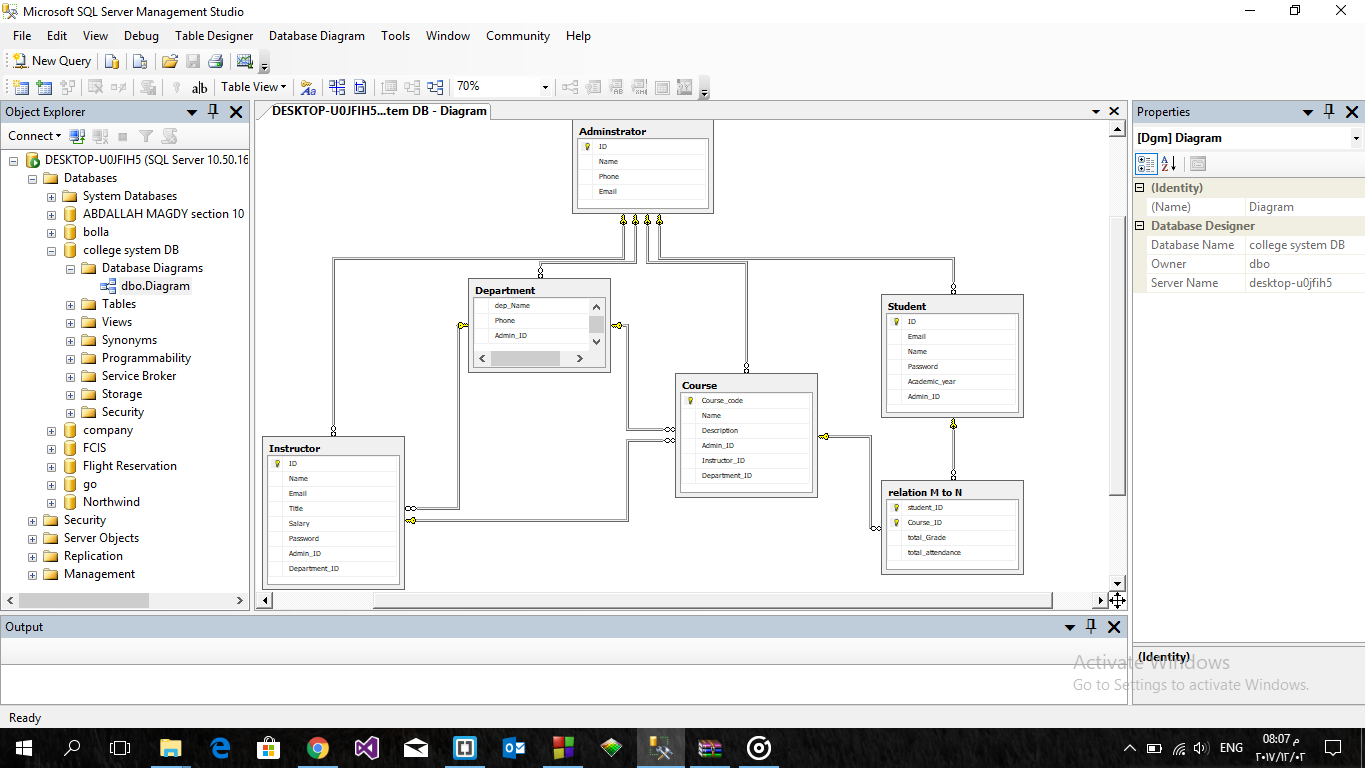 Microsoft SQL Server Management Studio
File Edit View Debug Table Designer Database Diagram Tools Window Community Help
New Query
ab Table View 70%
Object Explorer
Connect
DESKTOP-U0JFIH5 (SQL Server 10.50.16
Databases
System Databases
ABDALLAH MAGDY section 10
bolla
college system DB
Database Diagrams
dbo.Diagram
Tables
Views
Synonyms
Programmability
Service Broker
Storage
Security
company
FCIS
Flight Reservation
go
Northwind
Security
Server Objects
Replication
Management
DESKTOP-U0JFIH5...tem DB - Diagram
Adminstrator
ID
Name
Phone
Email
Department
dep_Name
Phone
Admin_ID
Student
ID
Email
Name
Password
Academic_year
Admin_ID
Course
Course_code
Name
Description
Admin_ID
Instructor_ID
Department_ID
Instructor
ID
Name
Email
Title
Salary
Password
Admin_ID
Department_ID
relation M to N
student_ID
Course_ID
total_Grade
total_attendance
Properties
[Dgm] Diagram
(Identity)
(Name) Diagram
Database Designer
Database Name college system DB
Owner dbo
Server Name desktop-u0jfih5
(Identity)
Output
Activate Windows
Go to Settings to activate Windows.
Ready
ENG
08:07 م
٢٠١٧/١٢/٠٢